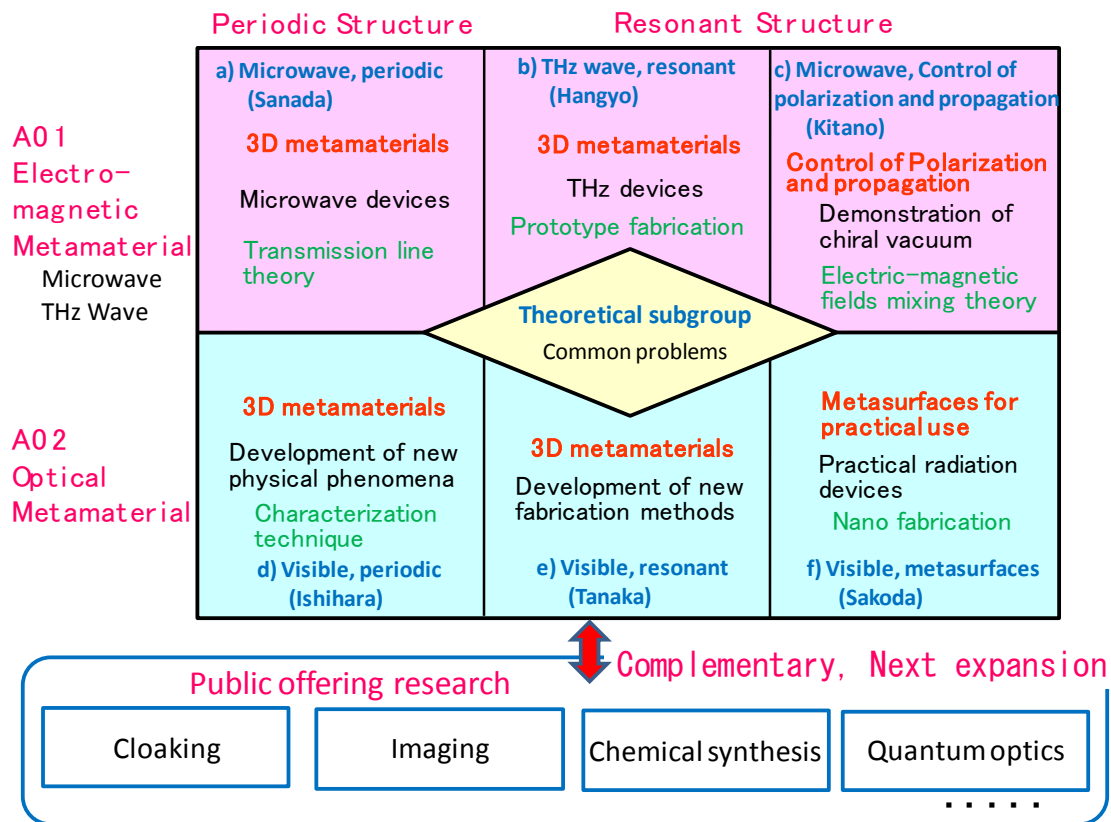 Periodic Structure
Resonant Structure
A01
Electro-
magnetic
Metamaterial
Microwave
THz Wave
a) Microwave, periodic
(Sanada)
3D metamaterials
Microwave devices
Transmission line
theory
b) THz wave, resonant
(Hangyo)
3D metamaterials
THz devices
Prototype fabrication
c) Microwave, Control of
polarization and propagation
(Kitano)
Control of Polarization
and propagation
Demonstration of
chiral vacuum
Electric-magnetic
fields mixing theory
Theoretical subgroup
Common problems
A02
Optical
Metamaterial
3D metamaterials
Development of new
physical phenomena
Characterization
technique
d) Visible, periodic
(Ishihara)
3D metamaterials
Development of new
fabrication methods
e) Visible, resonant
(Tanaka)
Metasurfaces for
practical use
Practical radiation
devices
Nano fabrication
f) Visible, metasurfaces
(Sakoda)
Complementary, Next expansion
Public offering research
Cloaking
Imaging
Chemical synthesis
Quantum optics
. . . . .